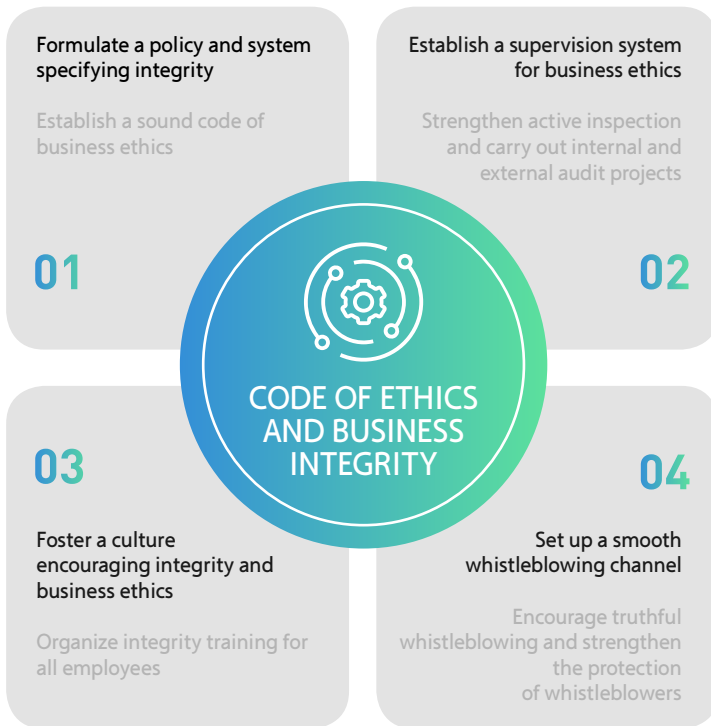 Formulate a policy and system
specifying integrity
Establish a sound code of
business ethics
01
Establish a supervision system
for business ethics
Strengthen active inspection
and carry out internal and
external audit projects
02
CODE OF ETHICS
AND BUSINESS
INTEGRITY
03
Foster a culture
encouraging integrity and
business ethics
Organize integrity training for
all employees
04
Set up a smooth
whistleblowing channel
Encourage truthful
whistleblowing and strengthen
the protection
of whistleblowers